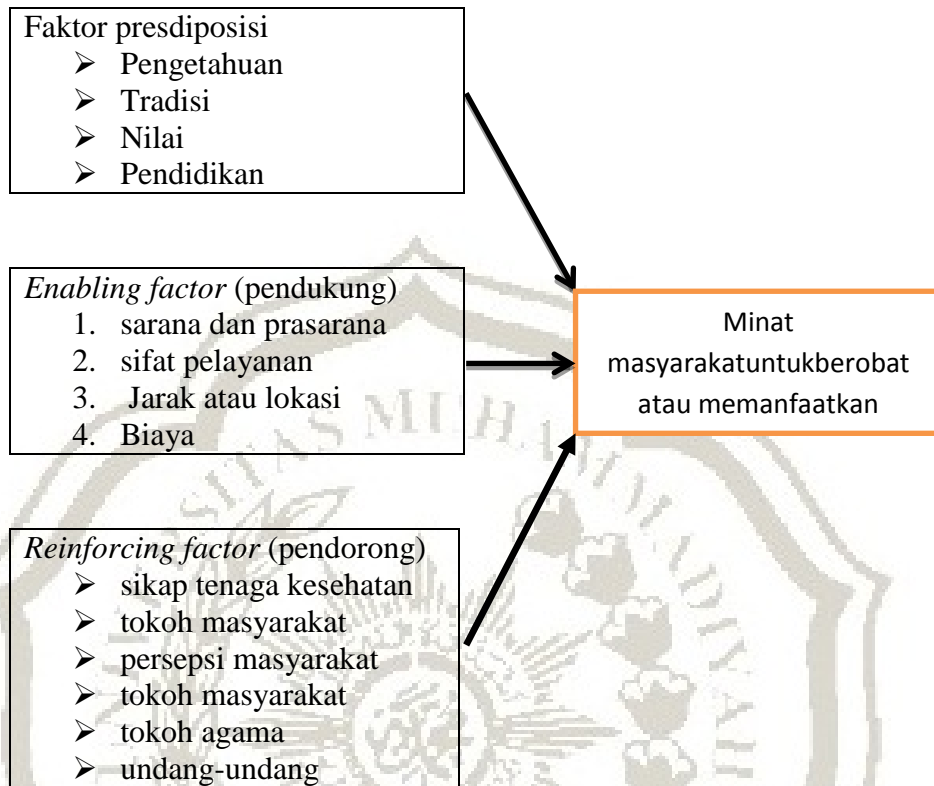 Faktor presdiposisi
➢ Pengetahuan
➢ Tradisi
➢ Nilai
➢ Pendidikan
Enabling factor (pendukung)
1. sarana dan prasarana
2. sifat pelayanan
3. Jarak atau lokasi
4. Biaya
Reinforcing factor (pendorong)
➢ sikap tenaga kesehatan
➢ tokoh masyarakat
➢ persepsi masyarakat
➢ tokoh masyarakat
➢ tokoh agama
➢ undang-undang
Minat
masyarakatuntukberobat
atau memanfaatkan